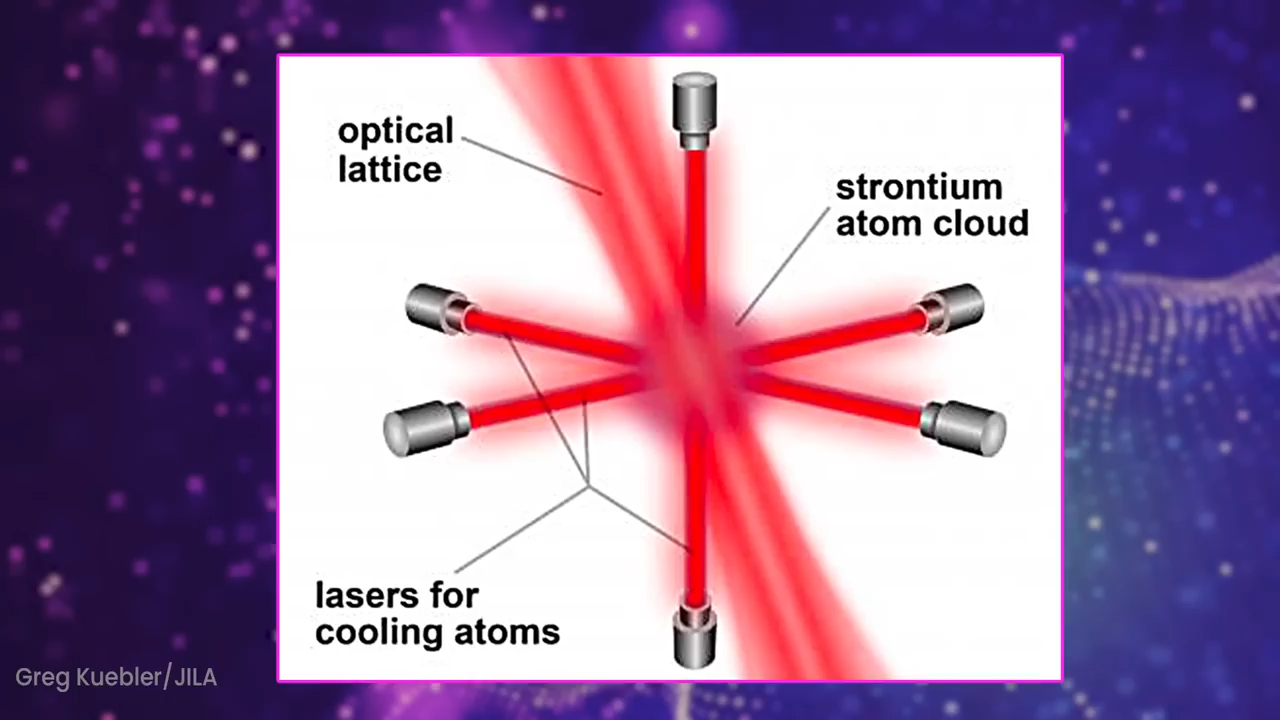 optical
lattice
strontium
atom cloud
lasers for
cooling atoms
Greg Kuebler/JILA